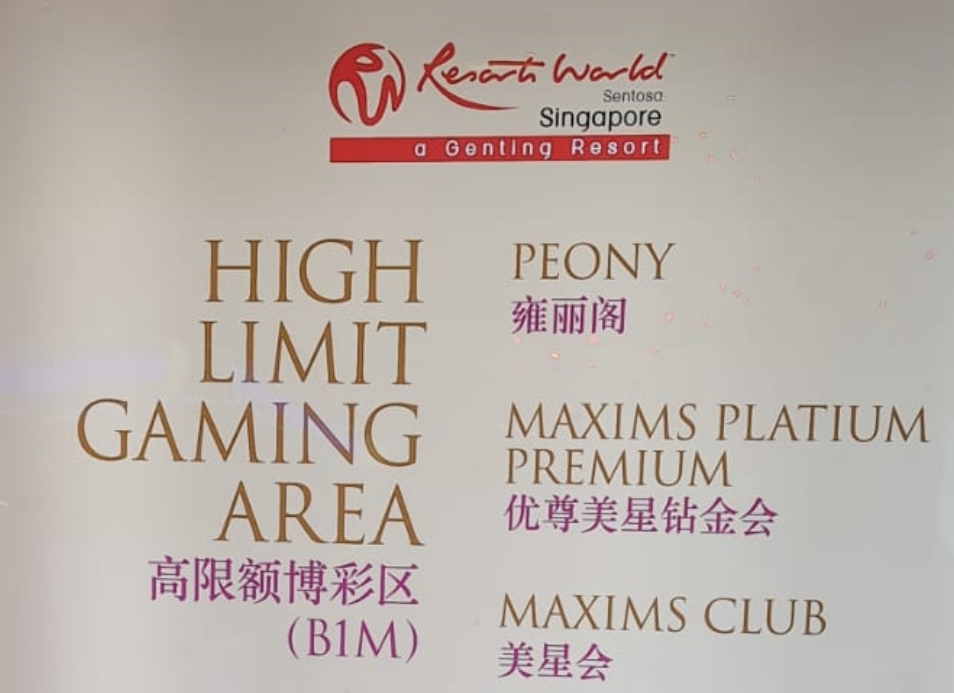 Resorts World
Sentosa
Singapore
a Genting Resort
HIGH
LIMIT
GAMING
AREA
高限额博彩区
(B1M)
PEONY
雍丽阁
MAXIMS PLATIUM
PREMIUM
优尊美星钻金会
MAXIMS CLUB
美星会